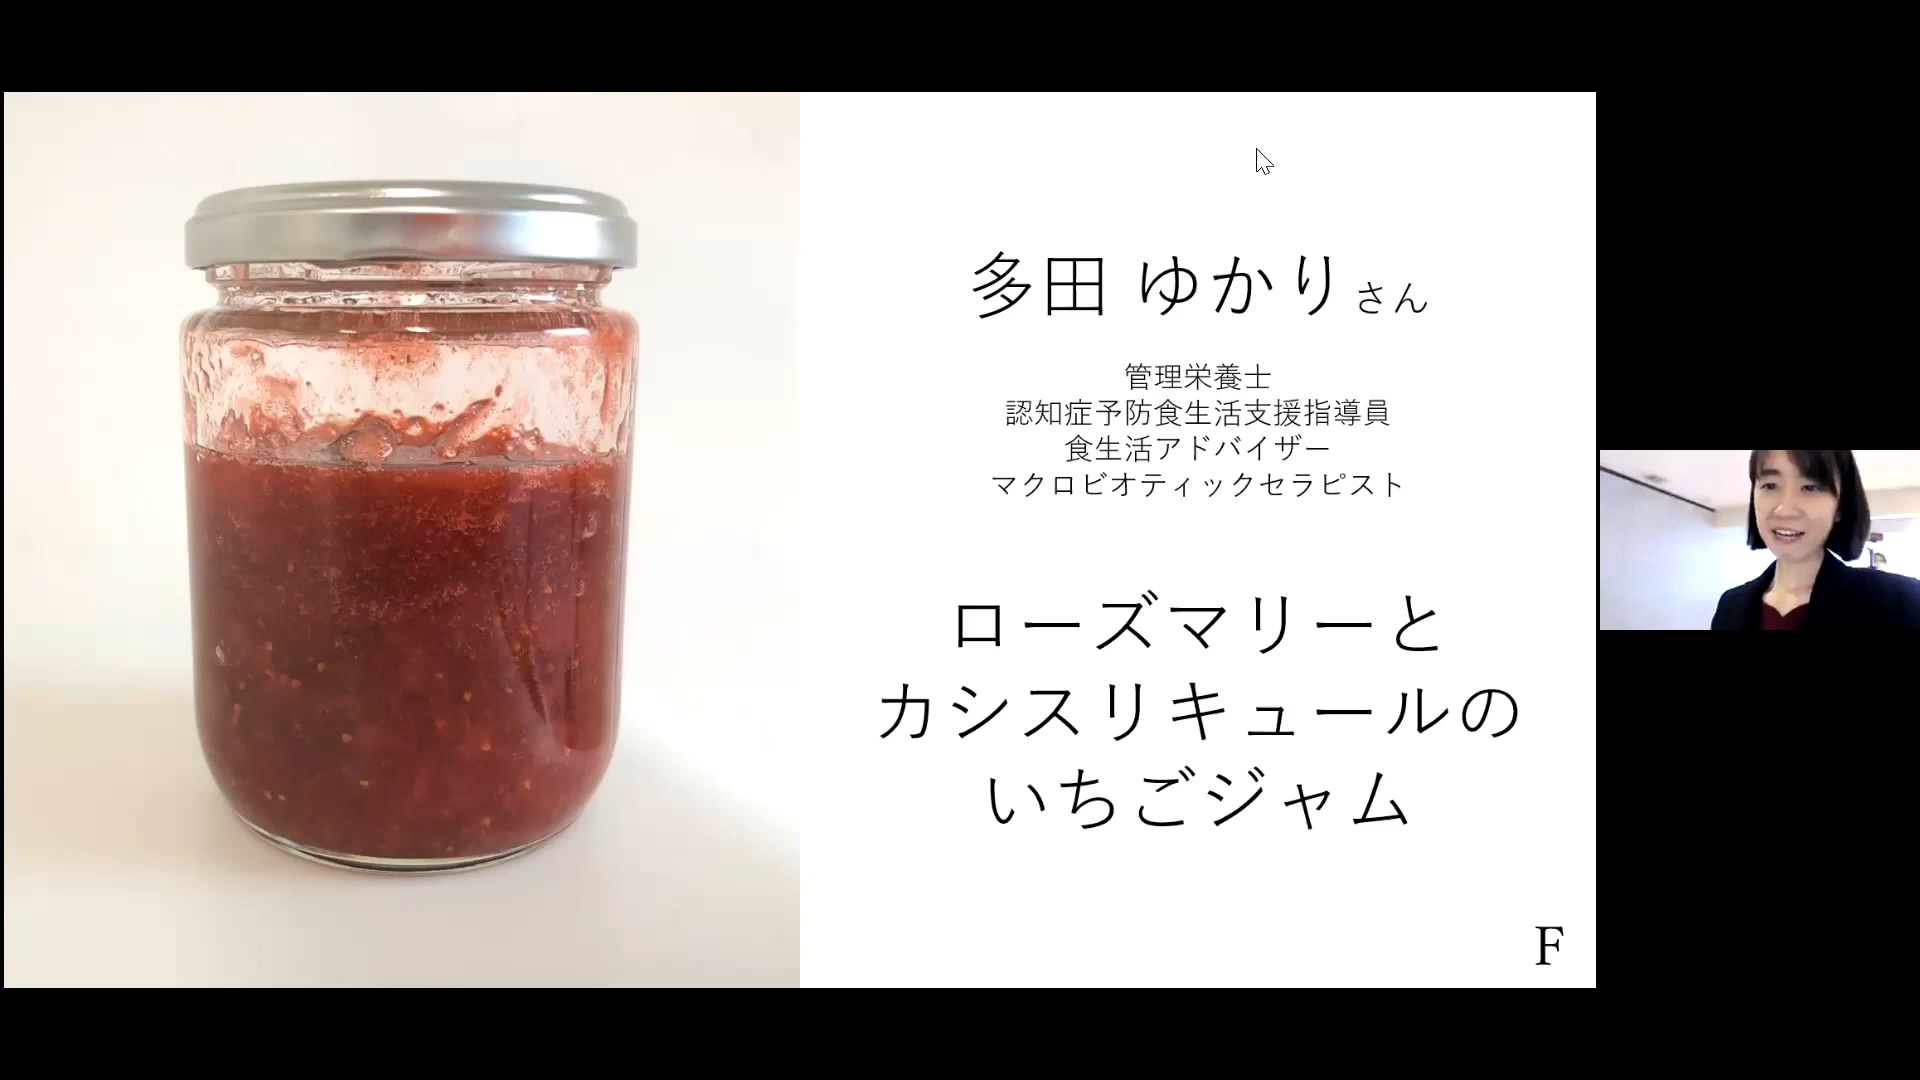 多田 ゆかりさん
管理栄養士
認知症予防食生活支援指導員
食生活アドバイザー
マクロビオティックセラピスト
ローズマリーと
カシスリキュールの
いちごジャム
F